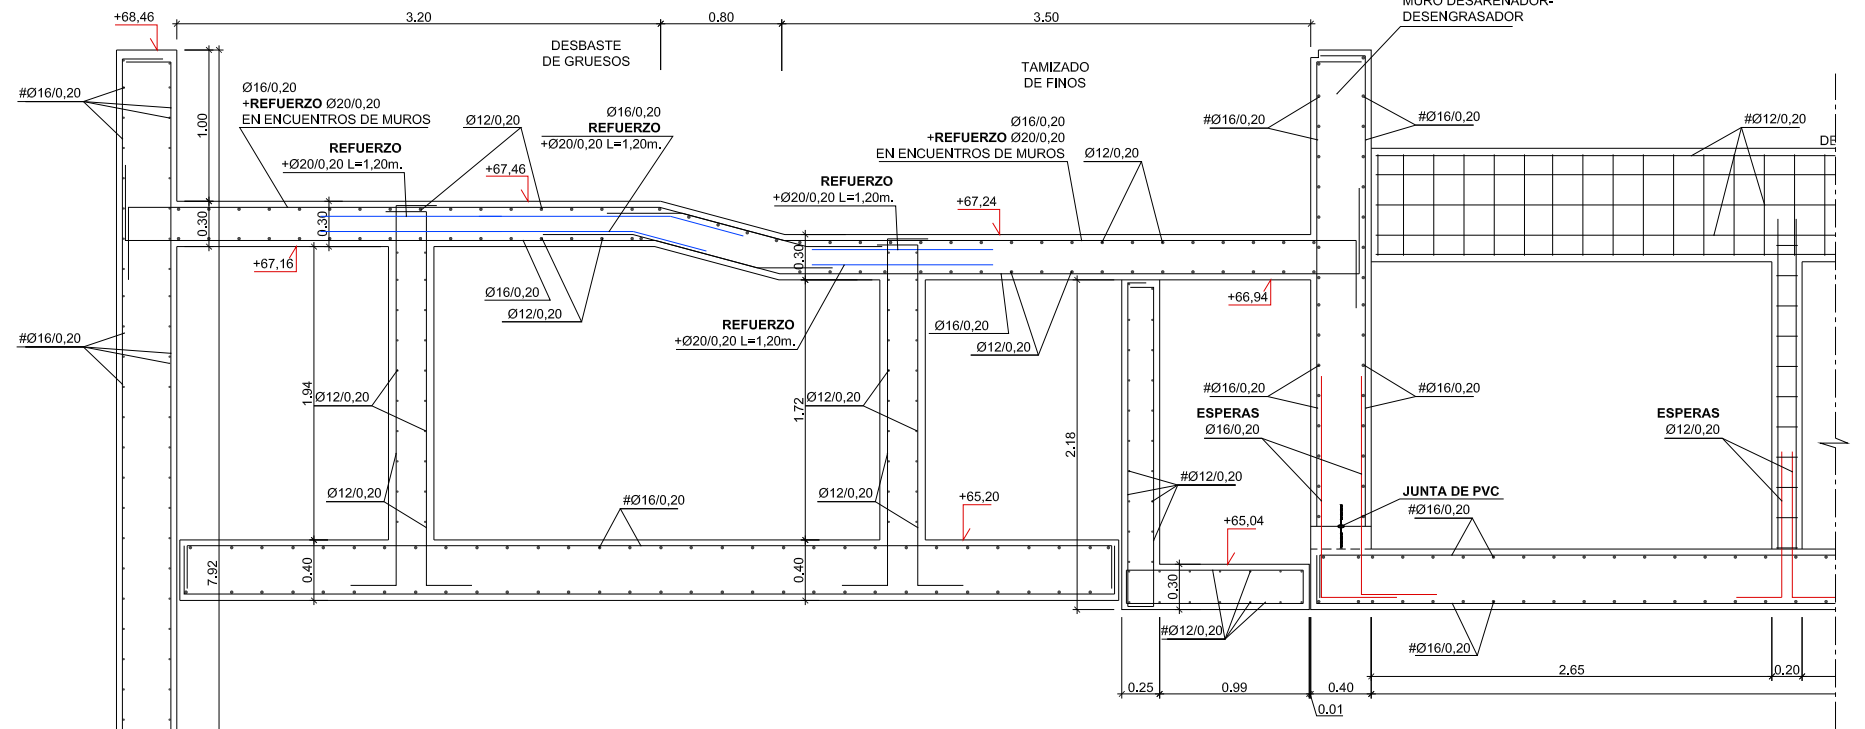 +68,46
3.20
0.80
3.50
MURO DESARENADOR-
DESENGRASADOR
DESBASTE
DE GRUESOS
TAMIZADO
DE FINOS
#Ø16/0,20
Ø16/0,20
+REFUERZO Ø20/0,20
EN ENCUENTROS DE MUROS
1.00
REFUERZO
+Ø20/0,20 L=1,20m.
Ø12/0,20
Ø16/0,20
REFUERZO
+Ø20/0,20 L=1,20m.
+67,46
Ø16/0,20
+REFUERZO Ø20/0,20
EN ENCUENTROS DE MUROS
Ø12/0,20
REFUERZO
+Ø20/0,20 L=1,20m.
+67,24
#Ø16/0,20
#Ø16/0,20
#Ø12/0,20
DE
0.30
0.30
0.30
+67,16
Ø16/0,20
Ø12/0,20
+66,94
#Ø16/0,20
REFUERZO
+Ø20/0,20 L=1,20m.
Ø16/0,20
Ø12/0,20
1.94
Ø12/0,20
1.72
Ø12/0,20
2.18
#Ø16/0,20
#Ø16/0,20
ESPERAS
Ø16/0,20
ESPERAS
Ø12/0,20
Ø12/0,20
#Ø16/0,20
Ø12/0,20
+65,20
#Ø12/0,20
+65,04
JUNTA DE PVC
#Ø16/0,20
7.92
0.40
0.40
0.30
#Ø12/0,20
#Ø16/0,20
0.25
0.99
0.40
0.01
2.65
0.20